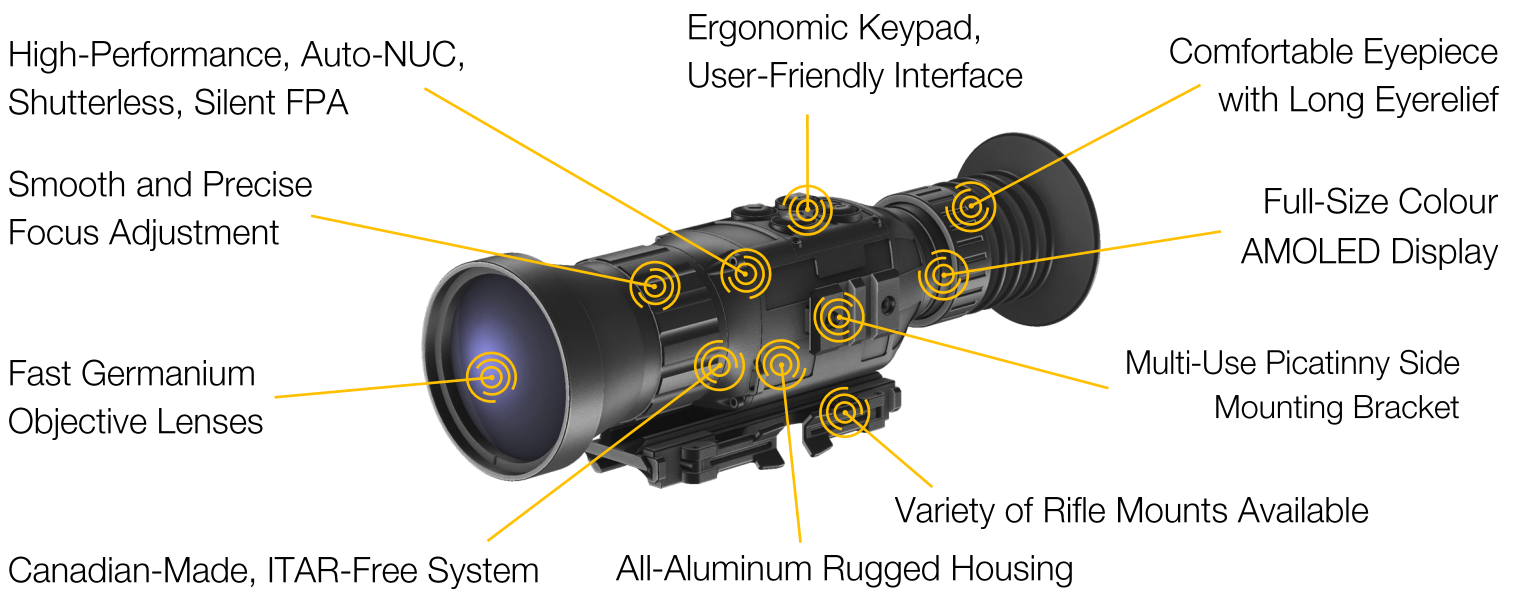 High-Performance, Auto-NUC,
Shutterless, Silent FPA
Ergonomic Keypad,
User-Friendly Interface
Comfortable Eyepiece
with Long Eyerelief
Smooth and Precise
Focus Adjustment
Full-Size Colour
AMOLED Display
Fast Germanium
Objective Lenses
Multi-Use Picatinny Side
Mounting Bracket
Variety of Rifle Mounts Available
Canadian-Made, ITAR-Free System
All-Aluminum Rugged Housing